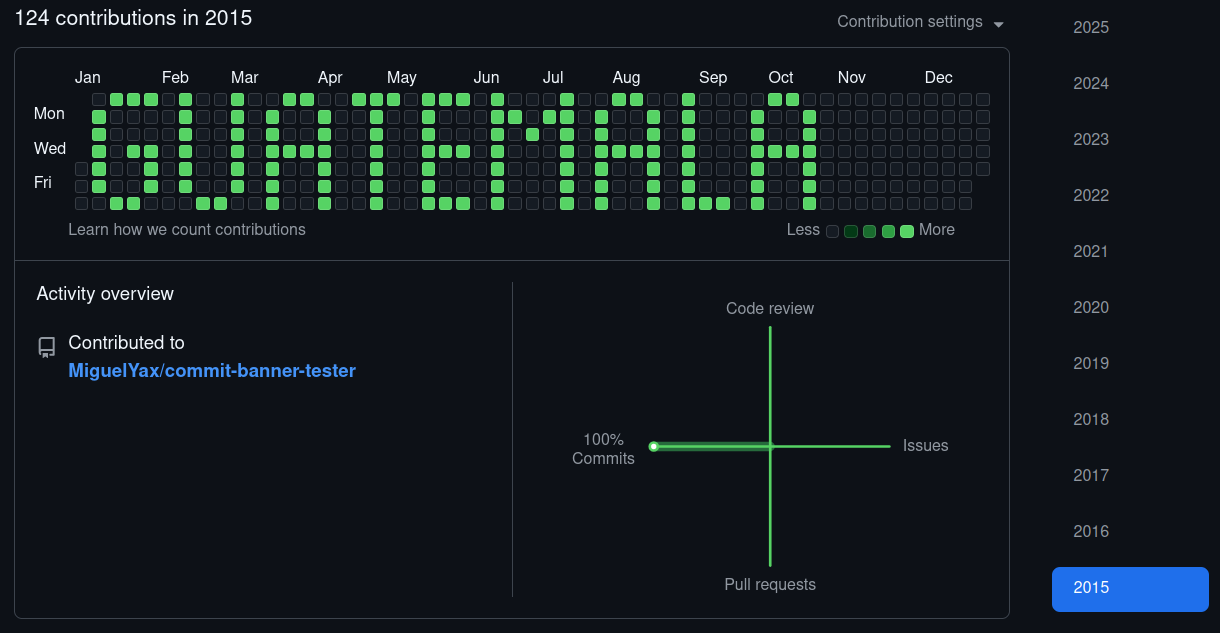 124 contributions in 2015
Contribution settings
2025
2024
2023
2022
2021
2020
2019
2018
2017
2016
2015
Jan Feb Mar Apr May Jun Jul Aug Sep Oct Nov Dec
Mon
Wed
Fri
GUATEMALA
Learn how we count contributions
Less More
Activity overview
Contributed to
MiguelYax/commit-banner-tester
Code review
100%
Commits
Issues
Pull requests